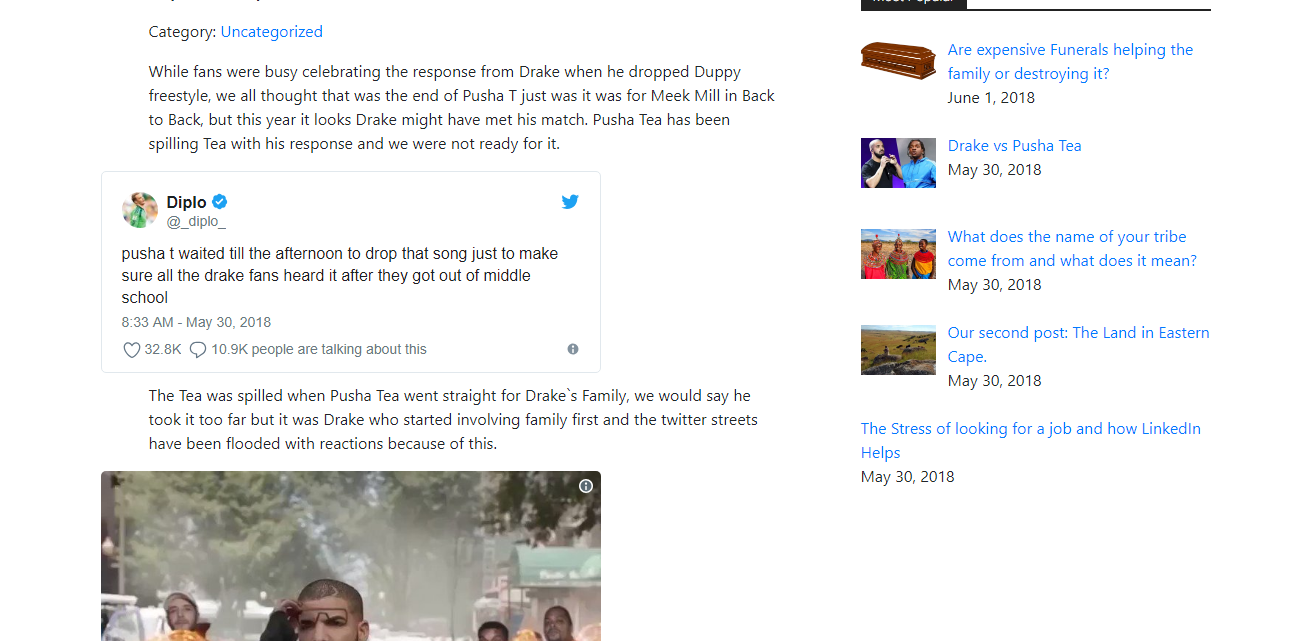 Category: Uncategorized
While fans were busy celebrating the response from Drake when he dropped Duppy
freestyle, we all thought that was the end of Pusha T just was it was for Meek Mill in Back
to Back, but this year it looks Drake might have met his match. Pusha Tea has been
spilling Tea with his response and we were not ready for it.
Diplo
@_diplo_
pusha t waited till the afternoon to drop that song just to make
sure all the drake fans heard it after they got out of middle
school
8:33 AM - May 30, 2018
32.8K 10.9K people are talking about this
The Tea was spilled when Pusha Tea went straight for Drake`s Family, we would say he
took it too far but it was Drake who started involving family first and the twitter streets
have been flooded with reactions because of this.
Most Popular
Are expensive Funerals helping the
family or destroying it?
June 1, 2018
Drake vs Pusha Tea
May 30, 2018
What does the name of your tribe
come from and what does it mean?
May 30, 2018
Our second post: The Land in Eastern
Cape.
May 30, 2018
The Stress of looking for a job and how LinkedIn
Helps
May 30, 2018